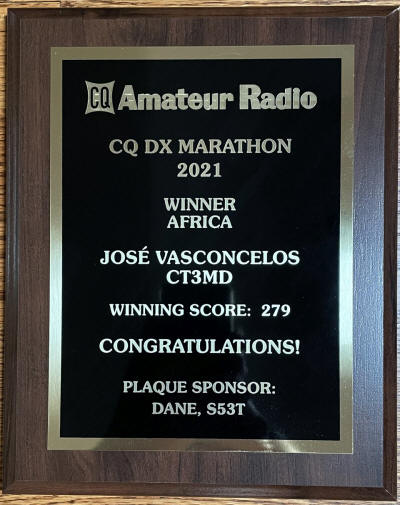 CQ Amateur Radio
CQ DX MARATHON
2021
WINNER
AFRICA
JOSÉ VASCONCELOS
CT3MD
WINNING SCORE: 279
CONGRATULATIONS!
PLAQUE SPONSOR:
DANE, S53T